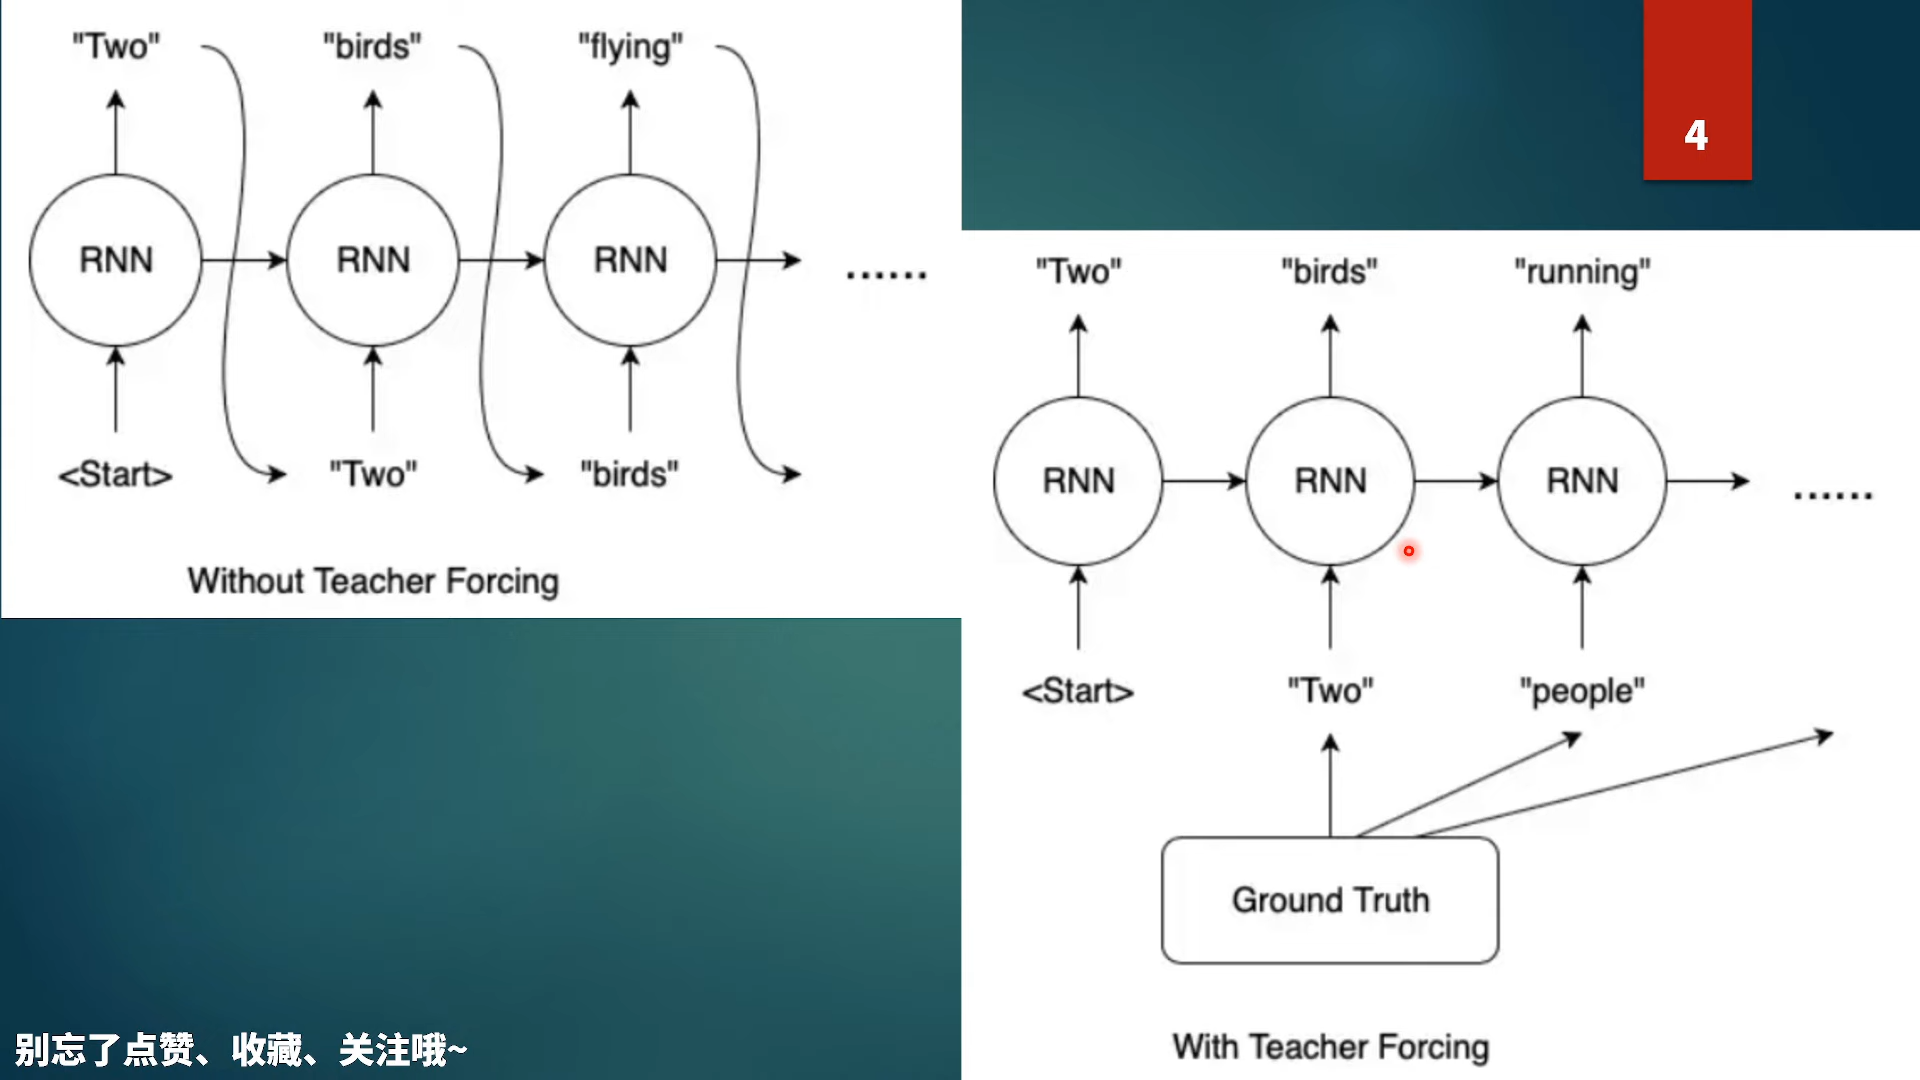 "Two" "birds" "flying"
RNN RNN RNN ......
<Start> "Two" "birds"
Without Teacher Forcing
4
"Two" "birds" "running"
RNN RNN RNN ......
<Start> "Two" "people"
Ground Truth
With Teacher Forcing
别忘了点赞、收藏、关注哦~